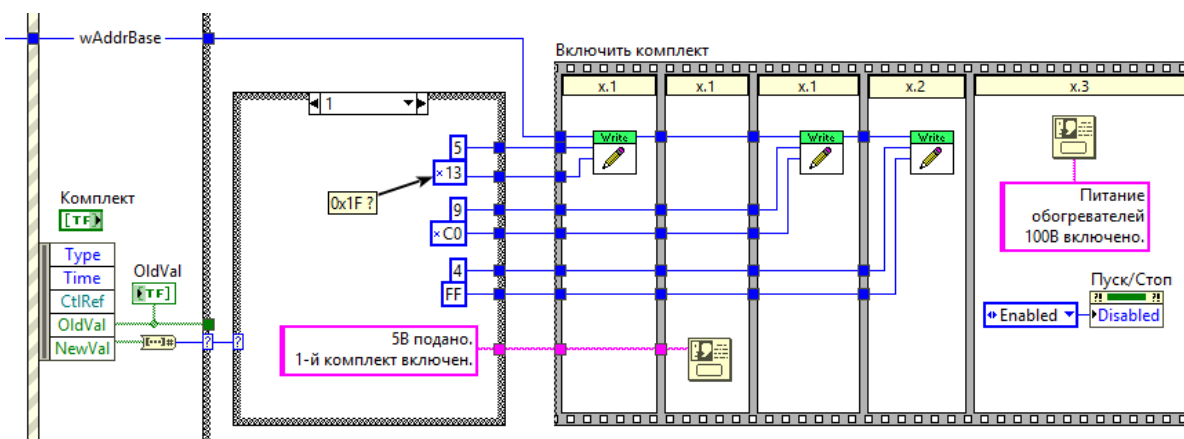 wAddrBase
Включить комплект
1
x.1
x.1
x.1
x.2
x.3
Write
Write
Write
5
×13
0x1F ?
9
×C0
4
FF
Комплект
TF
Type
Time
CtlRef
OldVal
NewVal
OldVal
TF
[...]#
?
?
5В подано.
1-й комплект включен.
Питание
обогревателей
100В включено.
Пуск/Стоп
?!
?!
Enabled
Disabled